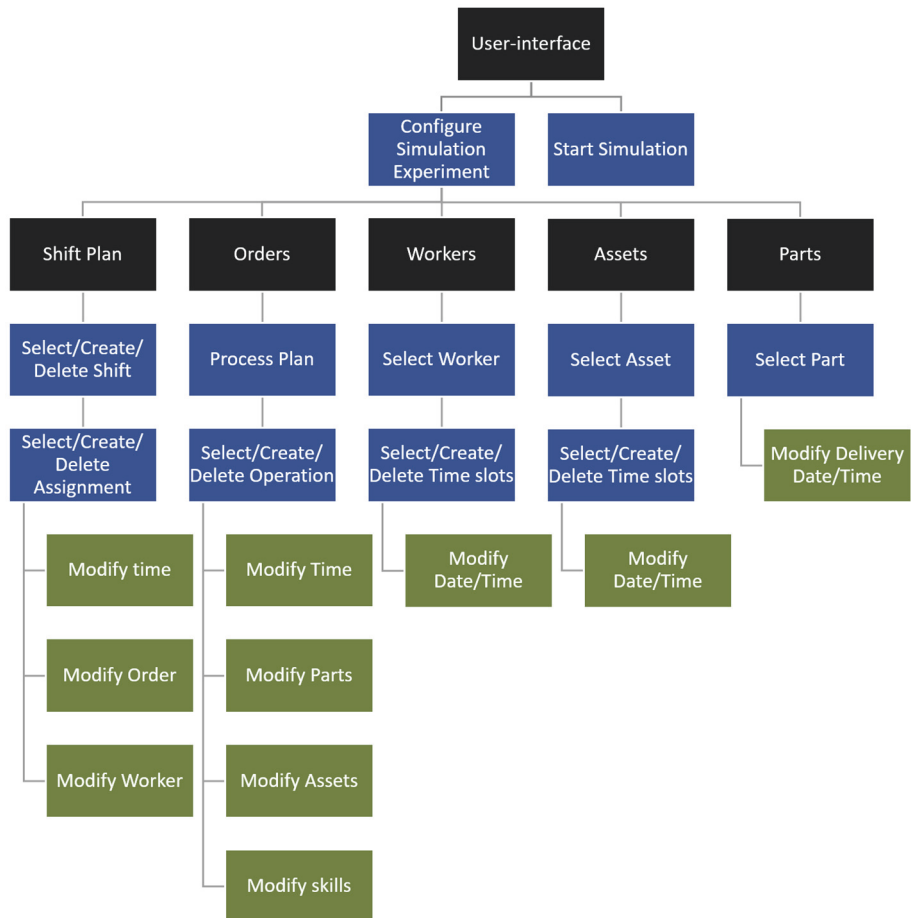 User-interface
Configure
Simulation
Experiment
Start Simulation
Shift Plan
Orders
Workers
Assets
Parts
Select/Create/
Delete Shift
Process Plan
Select Worker
Select Asset
Select Part
Select/Create/
Delete
Assignment
Select/Create/
Delete Operation
Select/Create/
Delete Time slots
Select/Create/
Delete Time slots
Modify Delivery
Date/Time
Modify time
Modify Time
Modify
Date/Time
Modify
Date/Time
Modify Order
Modify Parts
Modify Worker
Modify Assets
Modify skills